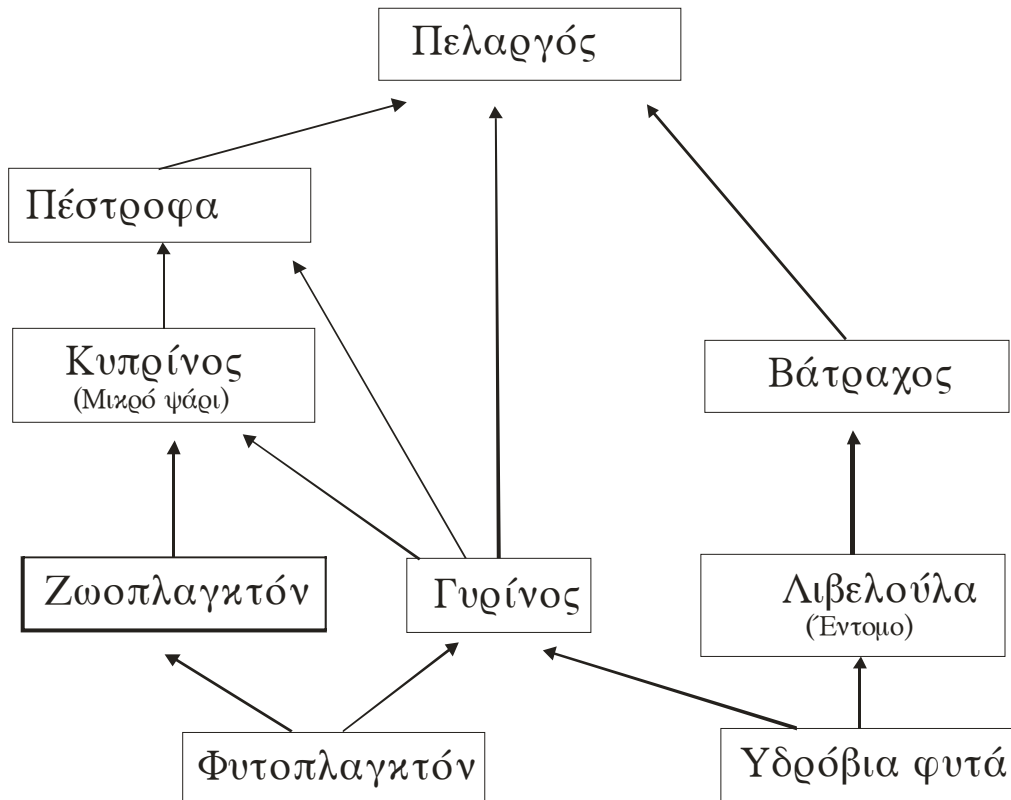 Πελαργός
Πέστροφα
Κυπρίνος
(Μικρό ψάρι)
Βάτραχος
Ζωοπλαγκτόν
Γυρίνος
Λιβελούλα
(Έντομο)
Φυτοπλαγκτόν
Υδρόβια φυτά